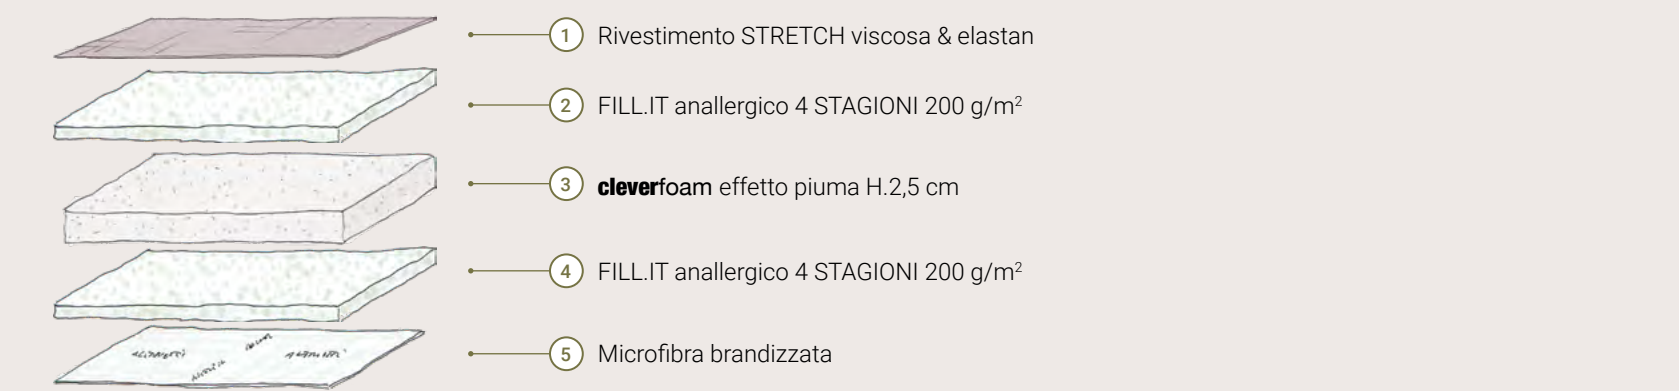 1 Rivestimento STRETCH viscosa & elastan
2 FILL.IT anallergico 4 STAGIONI 200 g/m²
3 cleverfoam effetto piuma H.2,5 cm
4 FILL.IT anallergico 4 STAGIONI 200 g/m²
5 Microfibra brandizzata